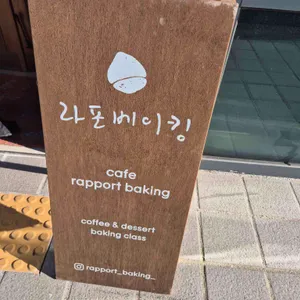 라포베이킹
cafe
rapport baking
coffee & dessert
baking class
rapport_baking_